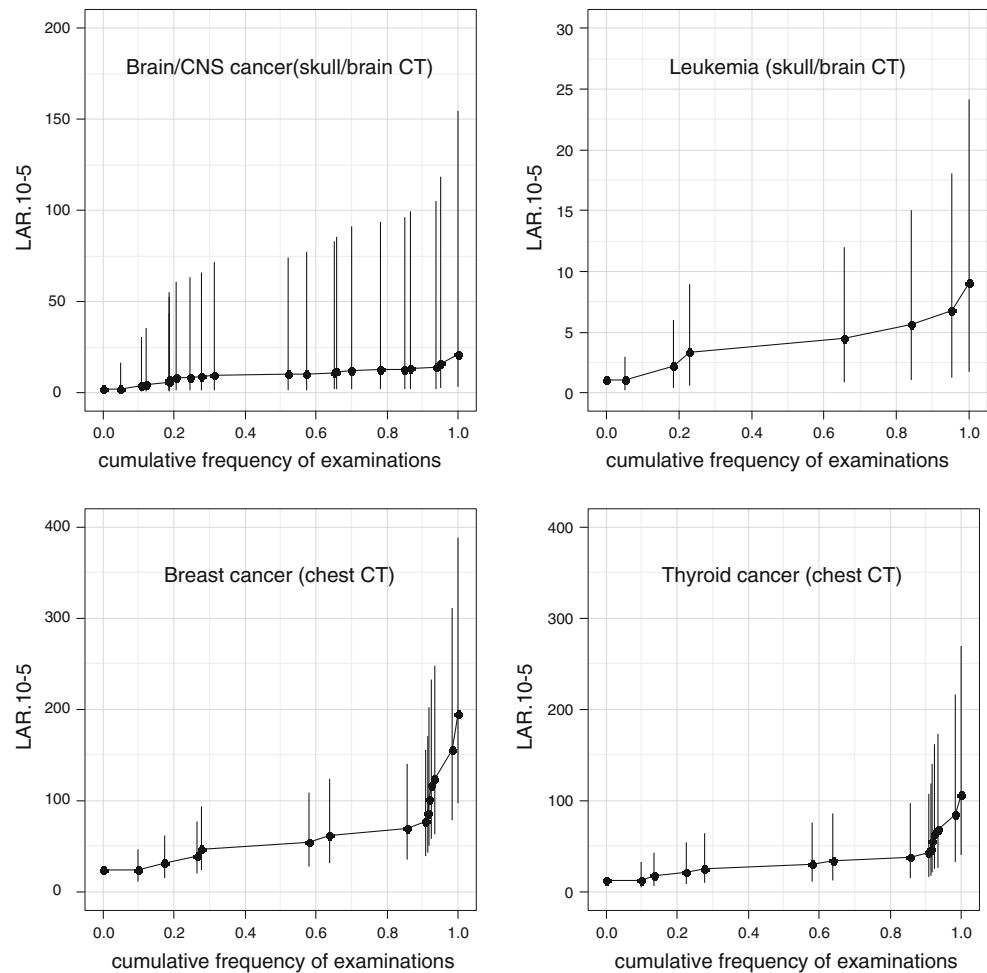 Brain/CNS cancer(skull/brain CT)
LAR.10-5
200
150
100
50
0
0.0 0.2 0.4 0.6 0.8 1.0
cumulative frequency of examinations
Leukemia (skull/brain CT)
LAR.10-5
30
25
20
15
10
5
0
0.0 0.2 0.4 0.6 0.8 1.0
cumulative frequency of examinations
Breast cancer (chest CT)
LAR.10-5
400
300
200
100
0
0.0 0.2 0.4 0.6 0.8 1.0
cumulative frequency of examinations
Thyroid cancer (chest CT)
LAR.10-5
400
300
200
100
0
0.0 0.2 0.4 0.6 0.8 1.0
cumulative frequency of examinations